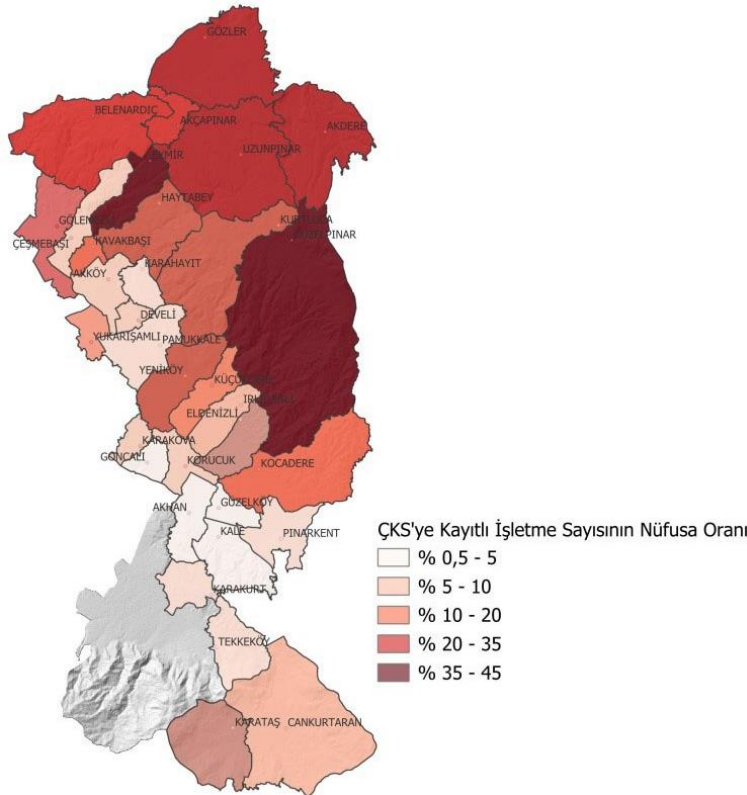 GÖZLER
BELENARDIÇ
AKÇAPINAR
AKDERE
UZUNPINAR
HAYTABEY
ÇEŞMEBAŞI
KAVAKBAŞI
KARAHAYIT
AKKÖY
DEVELİ
YUKARIŞAMLI
PAMUKKALE
YENİKÖY
ELDENİZLİ
KARAKOVA
GONCALI
KORUCUK
KOCADERE
AKHAN
GÜZELKÖY
KALE
PINARKENT
KARAKURT
TEKKEKÖY
KARATAŞ
CANKURTARAN
ÇKS'ye Kayıtlı İşletme Sayısının Nüfusa Oranı
% 0,5 - 5
% 5 - 10
% 10 - 20
% 20 - 35
% 35 - 45